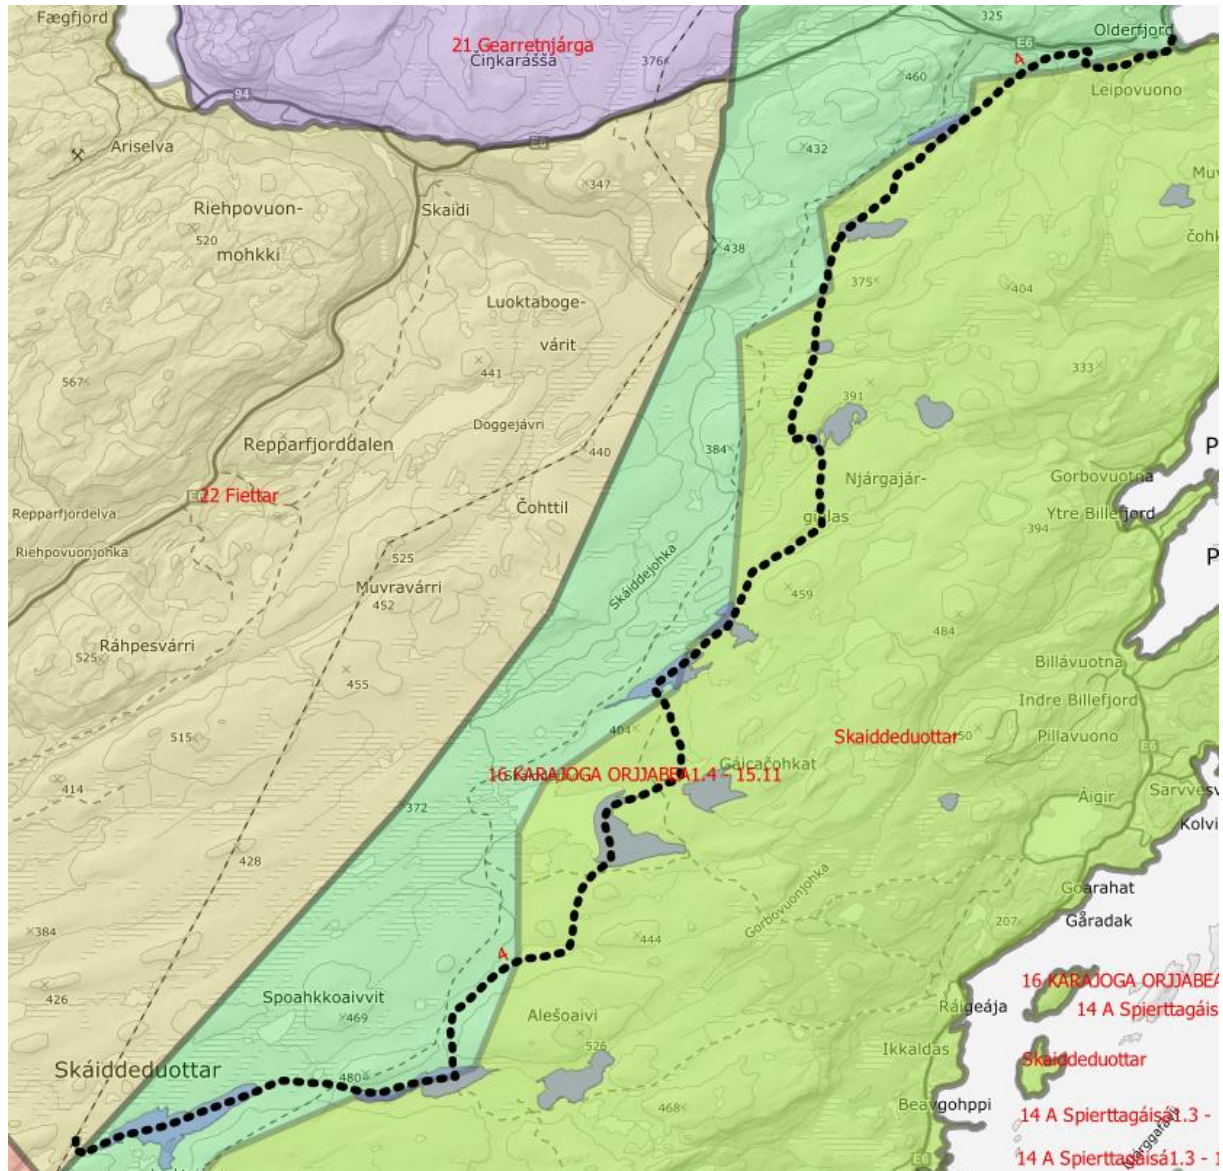 Fægfjord
325
Olderfjord
21 Gearretnjárga
E6
4
Čiŋkarášša
376
460
Leipovuono
94
E6
Ariselva
432
347
Riehpovuon-
Skaidi
520
438
mohkki
375
404
Luoktaboge-
várit
333
441
567
391
Doggejávri
Repparfjorddalen
440
384
Njárgajár-
Gorbovuotna
22 Fiettar
Čohttil
Ytre Billefjord
Repparfjordelva
394
Riehpovuonjohka
525
Skáiddejohka
P
Muvravárri
459
452
484
Ráhpesvárri
525
Billávuotna
455
Indre Billefjord
404
515
Skaiddeduottar
Pillavuono
E6
16 KARAJOGA ORJJABEA1.4 - 15.11
Gáicačohkat
414
372
Áigir
Kolvi
428
Gorbovuonjohka
Goarahat
207
Gåradak
384
444
4
16 KARAJOGA ORJJABEA
426
Spoahkkoaivvit
Ráigeája
14 A Spierttagáis
469
Alešoaivi
526
Ikkaldas
Skáiddeduottar
Skaiddeduottar
480
468
Beavgohppi
14 A Spierttagáisá1.3 -
E6
14 A Spierttagáisá1.3 - 1